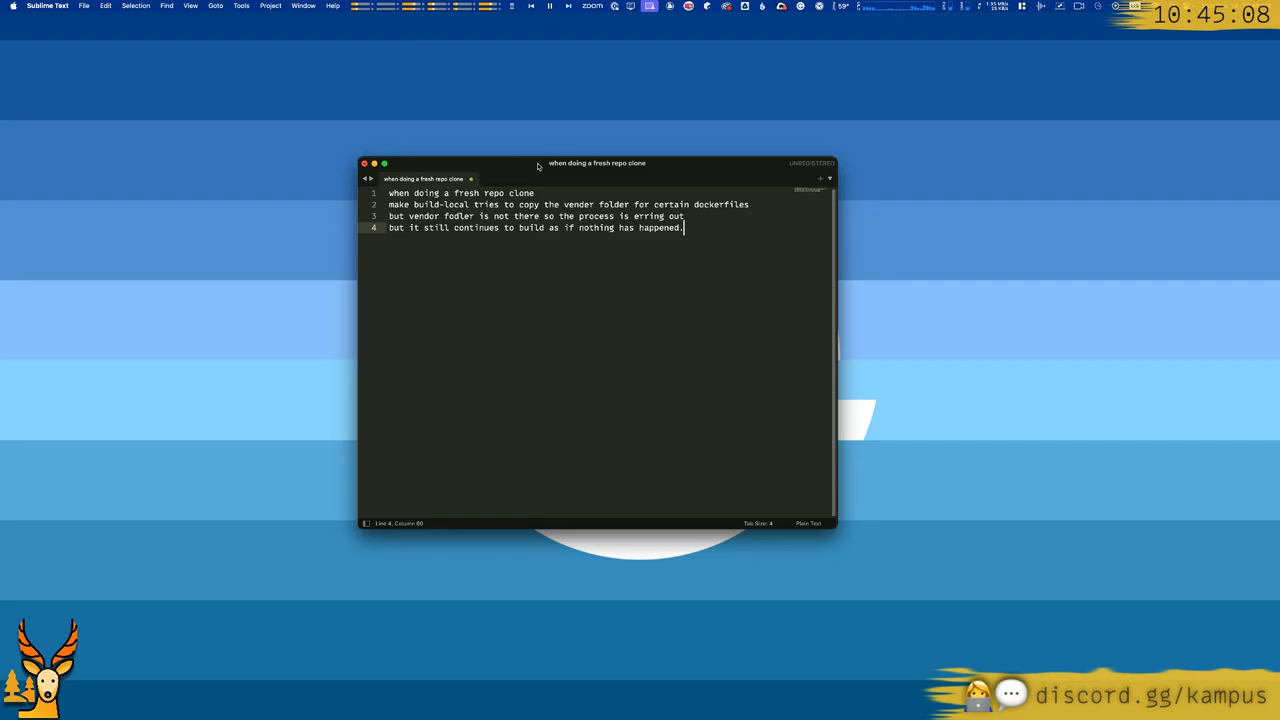 Sublime Text File Edit Selection Find View Goto Tools Project Window Help zoom 59°
10:45:08
when doing a fresh repo clone UNREGISTERED
when doing a fresh repo clone
1 when doing a fresh repo clone
2 make build-local tries to copy the vender folder for certain dockerfiles
3 but vendor fodler is not there so the process is erring out
4 but it still continues to build as if nothing has happened.
Line 4, Column 60 Tab Size: 4 Plain Text
discord.gg/kampus